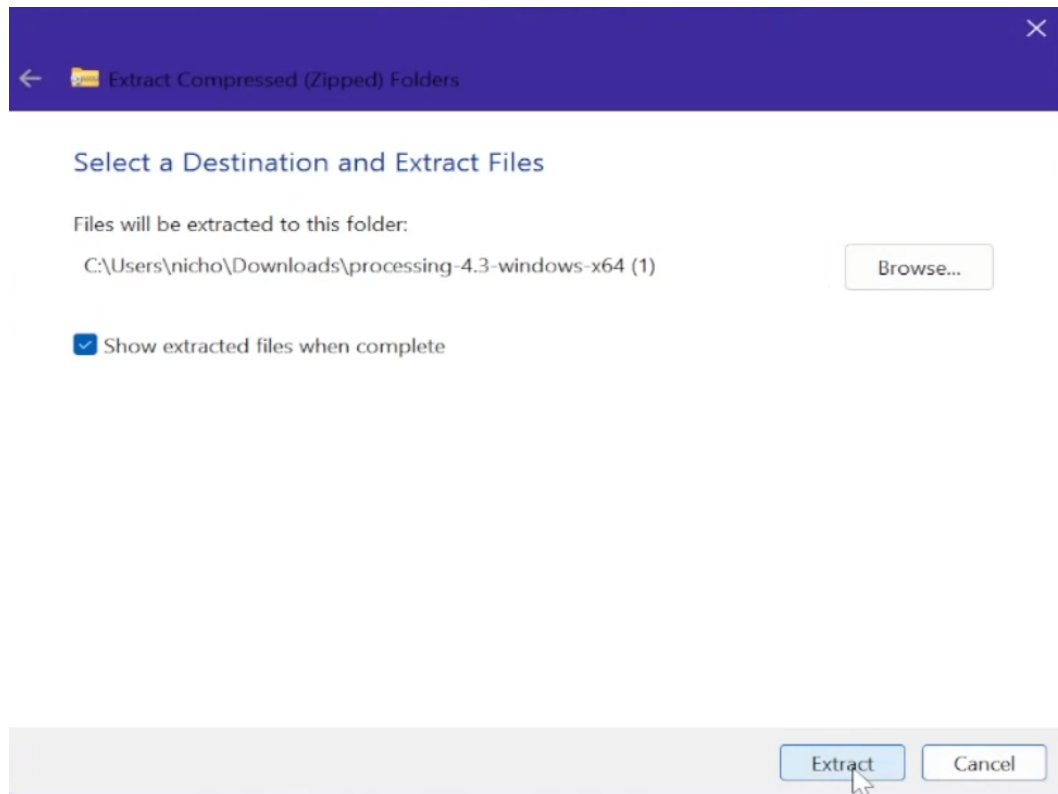 Extract Compressed (Zipped) Folders
Select a Destination and Extract Files
Files will be extracted to this folder:
C:\Users\nicho\Downloads\processing-4.3-windows-x64 (1)
Browse...
Show extracted files when complete
Extract
Cancel